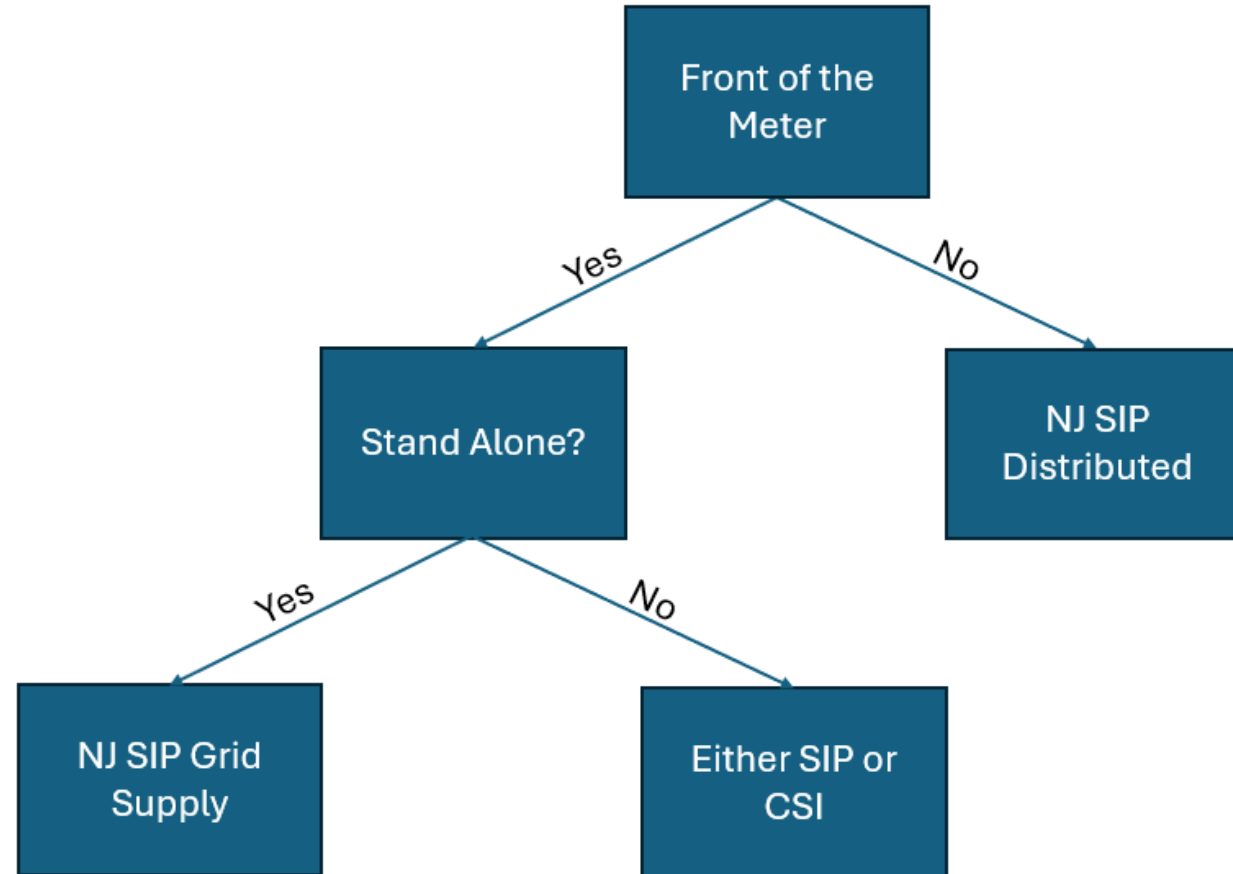 Front of the
Meter
Yes
No
Stand Alone?
NJ SIP
Distributed
Yes
No
NJ SIP Grid
Supply
Either SIP or
CSI